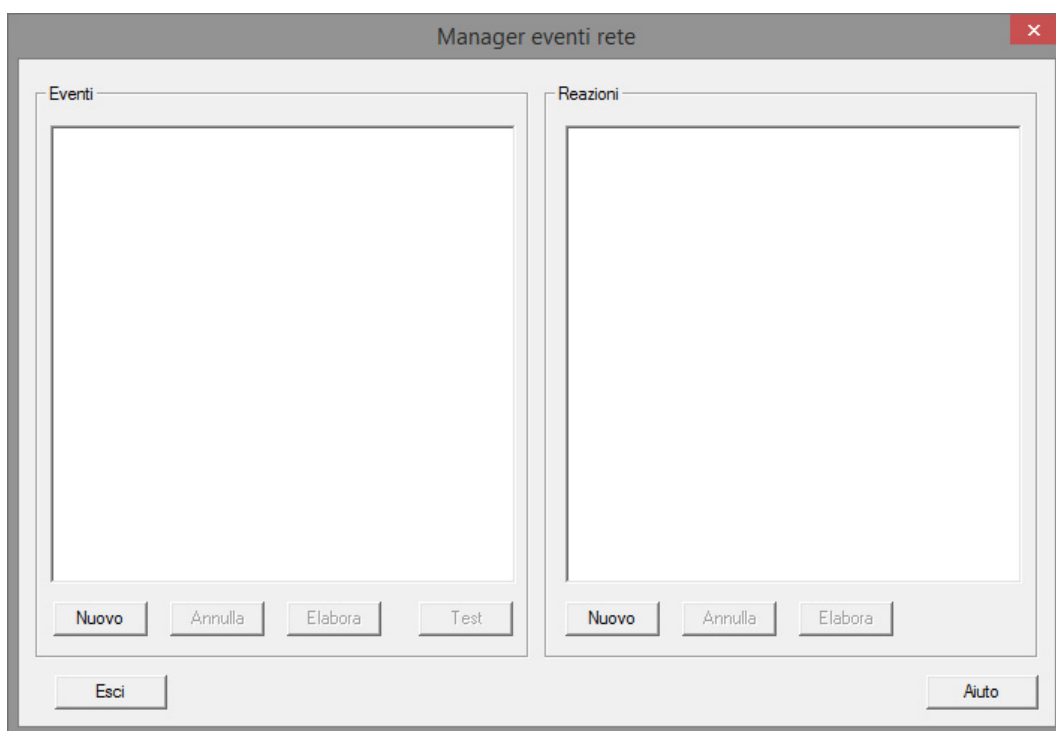 Manager eventi rete
Eventi
Reazioni
Nuovo Annulla Elabora Test
Nuovo Annulla Elabora
Esci
Aiuto